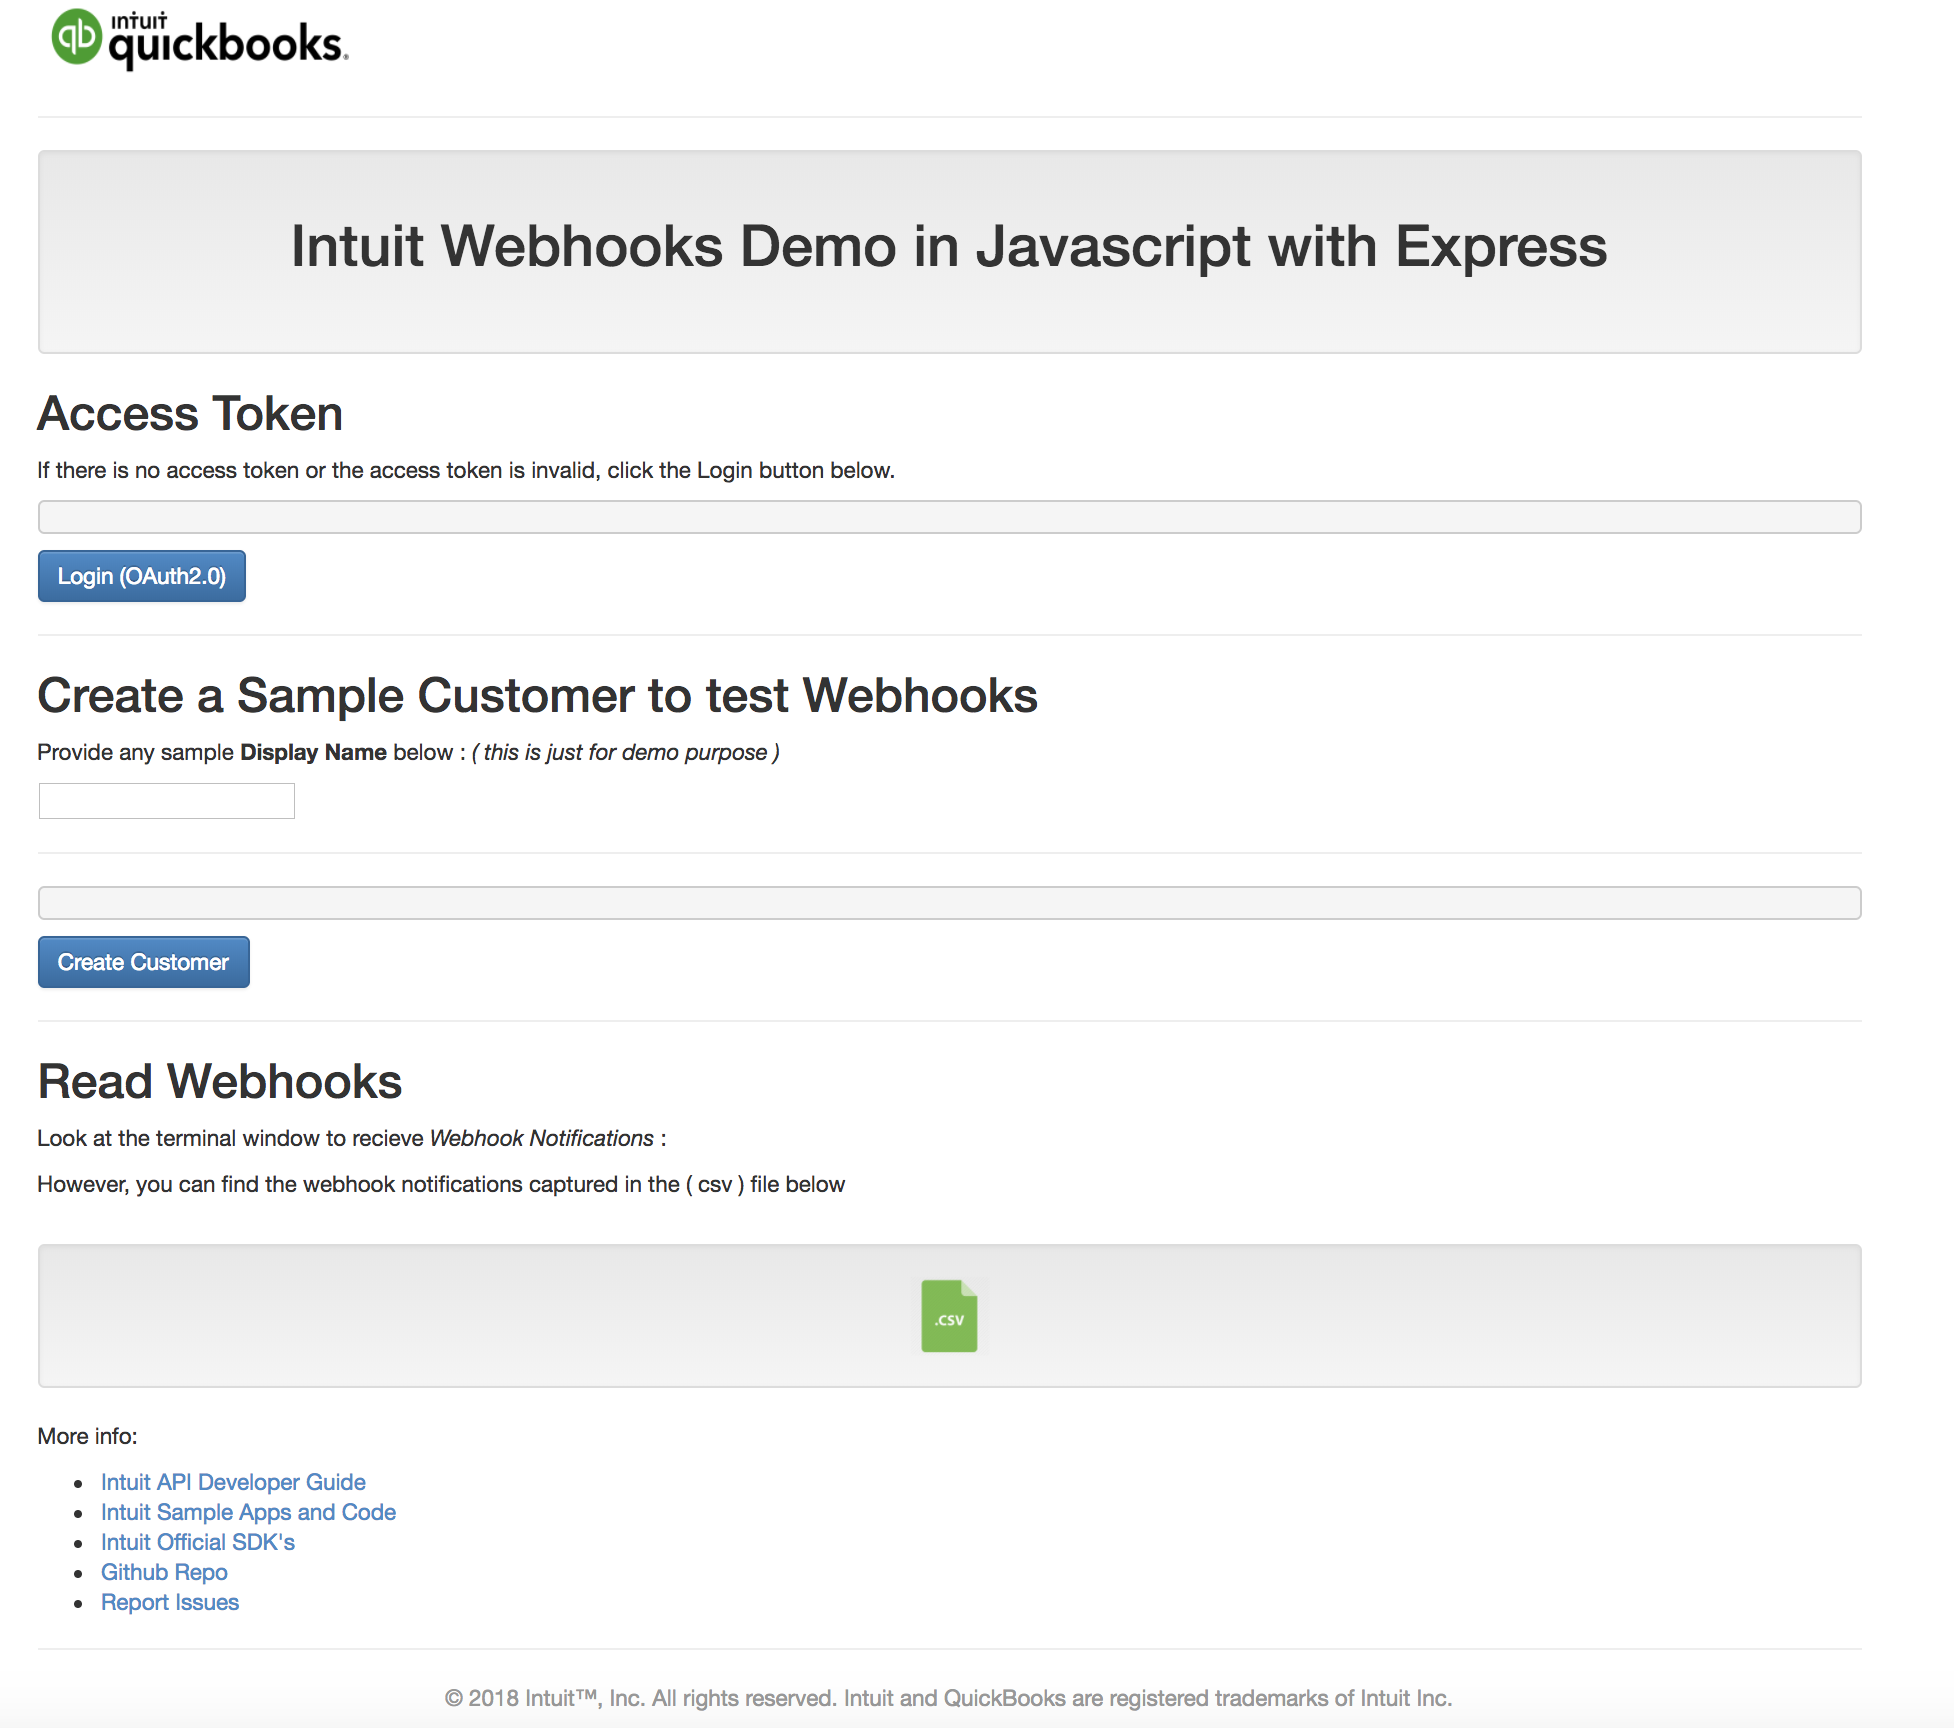 intuit
quickbooks.
Intuit Webhooks Demo in Javascript with Express
Access Token
If there is no access token or the access token is invalid, click the Login button below.
Login (OAuth2.0)
Create a Sample Customer to test Webhooks
Provide any sample Display Name below : ( this is just for demo purpose )
Create Customer
Read Webhooks
Look at the terminal window to recieve Webhook Notifications :
However, you can find the webhook notifications captured in the ( csv ) file below
.csv
More info:
Intuit API Developer Guide
Intuit Sample Apps and Code
Intuit Official SDK's
Github Repo
Report Issues
© 2018 Intuit™, Inc. All rights reserved. Intuit and QuickBooks are registered trademarks of Intuit Inc.